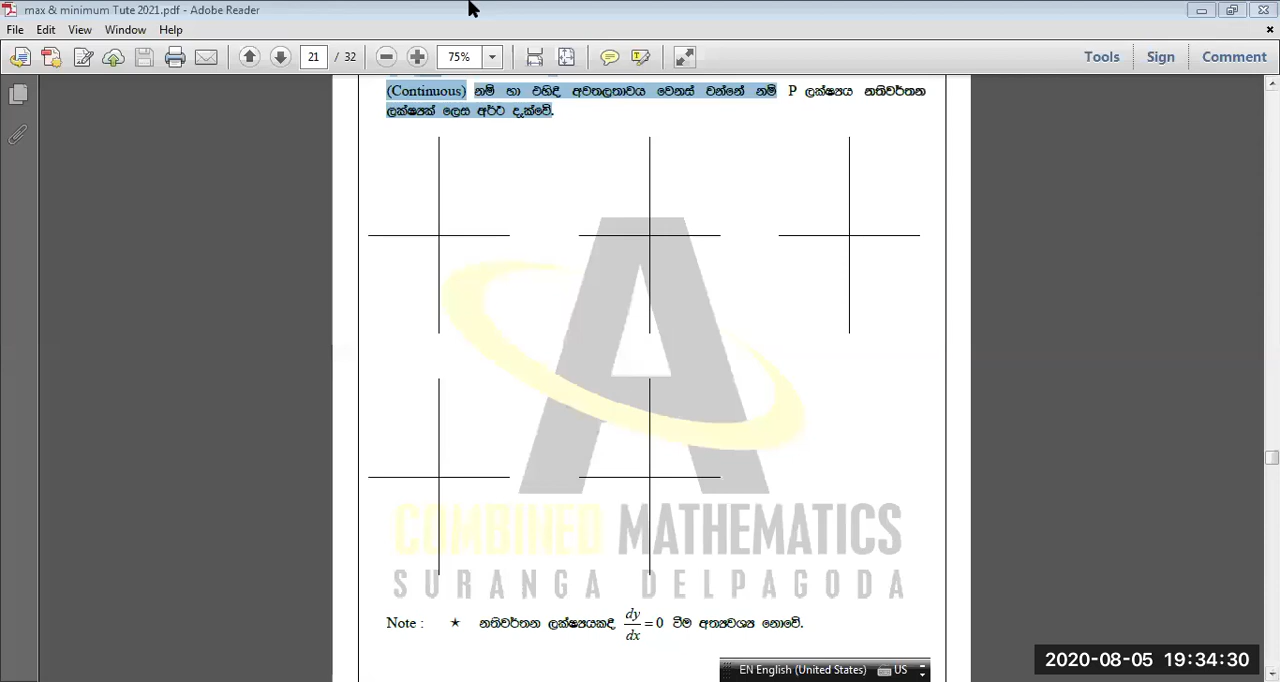 max & minimum Tute 2021.pdf - Adobe Reader
File Edit View Window Help
21 / 32 75% Tools Sign Comment
(Continuous) නම් හා එහිදී අවතලතාවය වෙනස් වන්නේ නම් P ලක්ෂ්‍යය නතිවර්තන
ලක්ෂ්‍යක් ලෙස අර්ථ දැක්වේ.
A
COMBINED MATHEMATICS
SURANGA DELPAGODA
Note : ★ නතිවර්තන ලක්ෂ්‍යයකදී dy/dx = 0 වීම අත්‍යවශ්‍ය නොවේ.
EN English (United States) US
2020-08-05 19:34:30